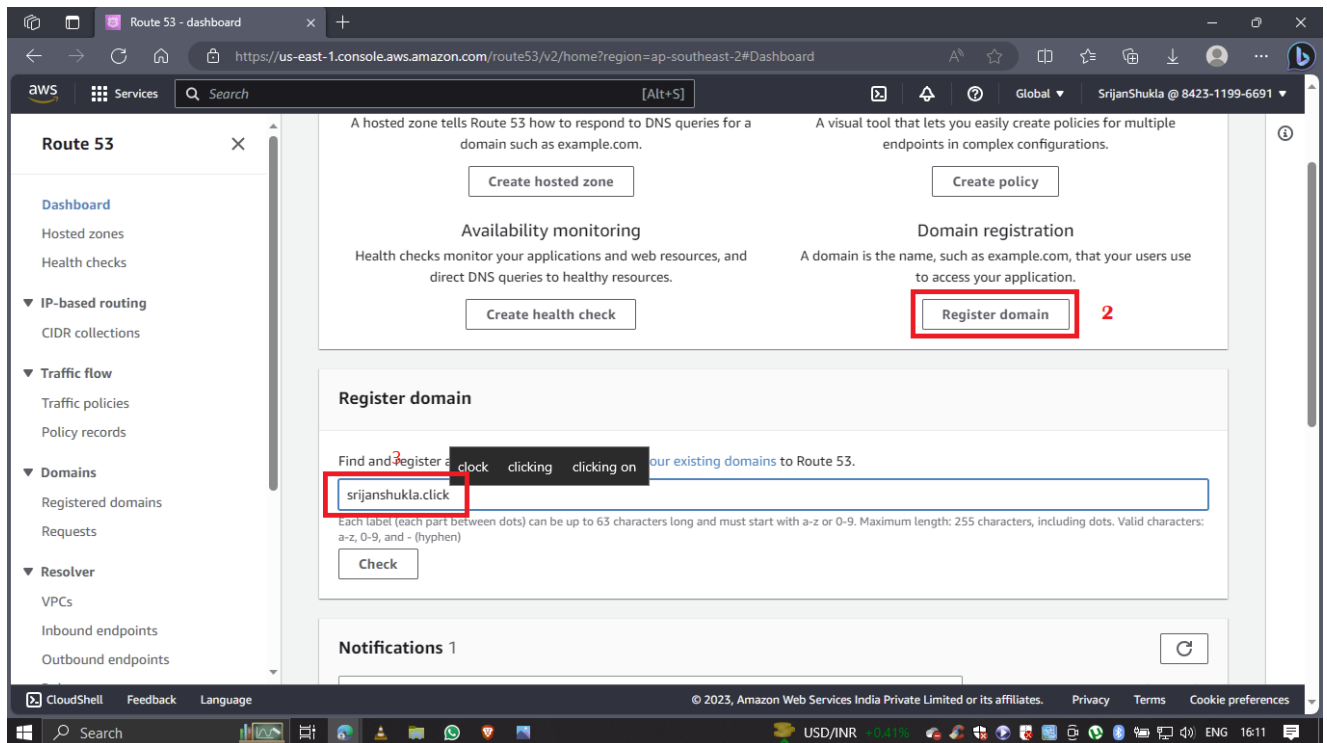 Route 53 - dashboard
https://us-east-1.console.aws.amazon.com/route53/v2/home?region=ap-southeast-2#Dashboard
aws
Services
Search
[Alt+S]
Global
SrijanShukla @ 8423-1199-6691
Route 53
Dashboard
Hosted zones
Health checks
IP-based routing
CIDR collections
Traffic flow
Traffic policies
Policy records
Domains
Registered domains
Requests
Resolver
VPCs
Inbound endpoints
Outbound endpoints
A hosted zone tells Route 53 how to respond to DNS queries for a
domain such as example.com.
Create hosted zone
A visual tool that lets you easily create policies for multiple
endpoints in complex configurations.
Create policy
Availability monitoring
Health checks monitor your applications and web resources, and
direct DNS queries to healthy resources.
Create health check
Domain registration
A domain is the name, such as example.com, that your users use
to access your application.
Register domain
2
Register domain
3
Find and register
our existing domains to Route 53.
clock clicking clicking on
srijanshukla.click
Each label (each part between dots) can be up to 63 characters long and must start with a-z or 0-9. Maximum length: 255 characters, including dots. Valid characters:
a-z, 0-9, and - (hyphen)
Check
Notifications 1
CloudShell
Feedback
Language
© 2023, Amazon Web Services India Private Limited or its affiliates.
Privacy
Terms
Cookie preferences
Search
USD/INR +0.41%
ENG
16:11